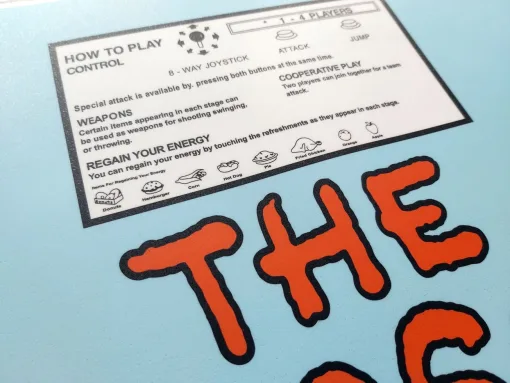 HOW TO PLAY
CONTROL
* 1 - 4 PLAYERS
8 - WAY JOYSTICK
ATTACK
JUMP
Special attack is available by, pressing both buttons at the same time.
WEAPONS
Certain items appearing in each stage can
be used as weapons for shooting swinging,
or throwing.
COOPERATIVE PLAY
Two players can join together for a team
attack.
REGAIN YOUR ENERGY
You can regain your energy by touching the refreshments as they appear in each stage.
Items For Regaining Your Energy
Donuts
Hamburger
Corn
Hot Dog
Pie
Fried Chicken
Orange
Apple
THE